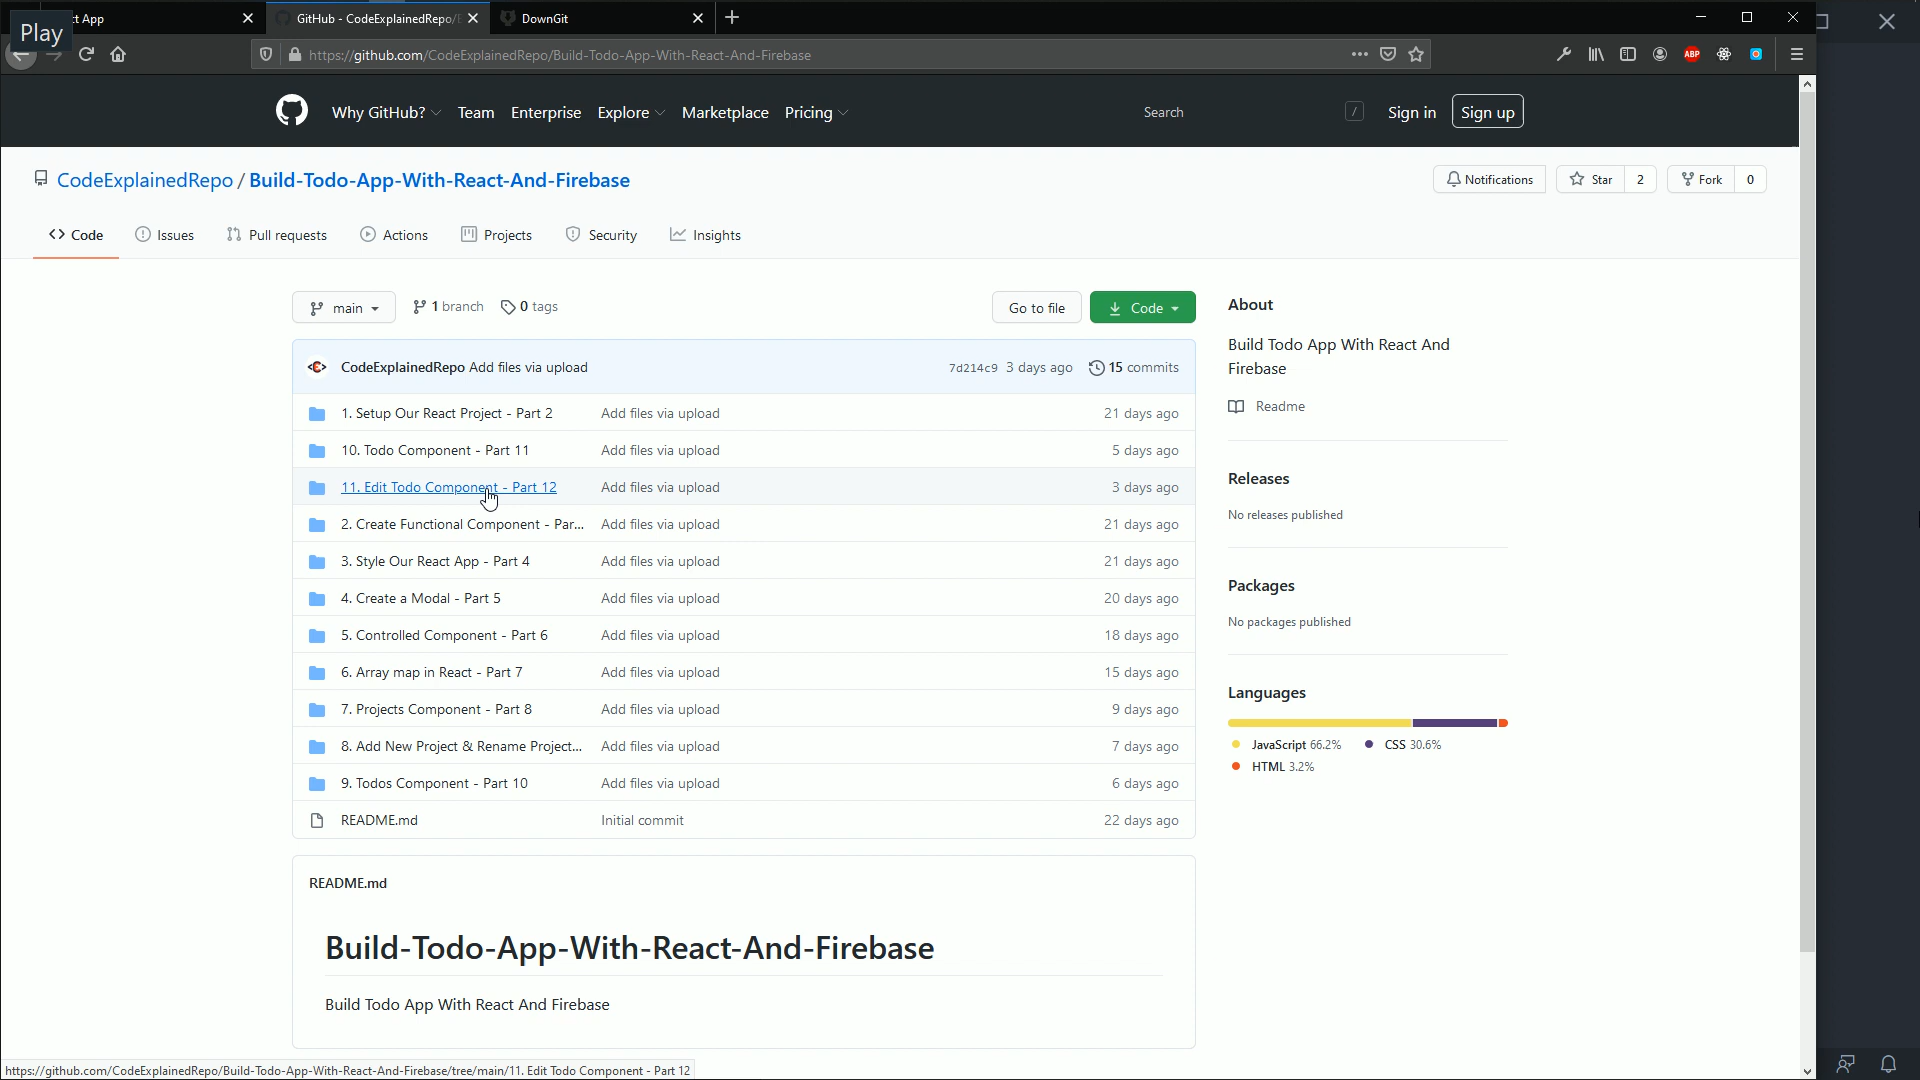 Play
t App
GitHub - CodeExplainedRepo/
DownGit
https://github.com/CodeExplainedRepo/Build-Todo-App-With-React-And-Firebase
ABP
Why GitHub?
Team
Enterprise
Explore
Marketplace
Pricing
Search
/
Sign in
Sign up
CodeExplainedRepo / Build-Todo-App-With-React-And-Firebase
Notifications
Star 2
Fork 0
Code
Issues
Pull requests
Actions
Projects
Security
Insights
main
1 branch
0 tags
Go to file
Code
CodeExplainedRepo Add files via upload 7d214c9 3 days ago 15 commits
1. Setup Our React Project - Part 2 Add files via upload 21 days ago
10. Todo Component - Part 11 Add files via upload 5 days ago
11. Edit Todo Component - Part 12 Add files via upload 3 days ago
2. Create Functional Component - Par... Add files via upload 21 days ago
3. Style Our React App - Part 4 Add files via upload 21 days ago
4. Create a Modal - Part 5 Add files via upload 20 days ago
5. Controlled Component - Part 6 Add files via upload 18 days ago
6. Array map in React - Part 7 Add files via upload 15 days ago
7. Projects Component - Part 8 Add files via upload 9 days ago
8. Add New Project & Rename Project... Add files via upload 7 days ago
9. Todos Component - Part 10 Add files via upload 6 days ago
README.md Initial commit 22 days ago
README.md
Build-Todo-App-With-React-And-Firebase
Build Todo App With React And Firebase
About
Build Todo App With React And
Firebase
Readme
Releases
No releases published
Packages
No packages published
Languages
JavaScript 66.2%
CSS 30.6%
HTML 3.2%
https://github.com/CodeExplainedRepo/Build-Todo-App-With-React-And-Firebase/tree/main/11. Edit Todo Component - Part 12